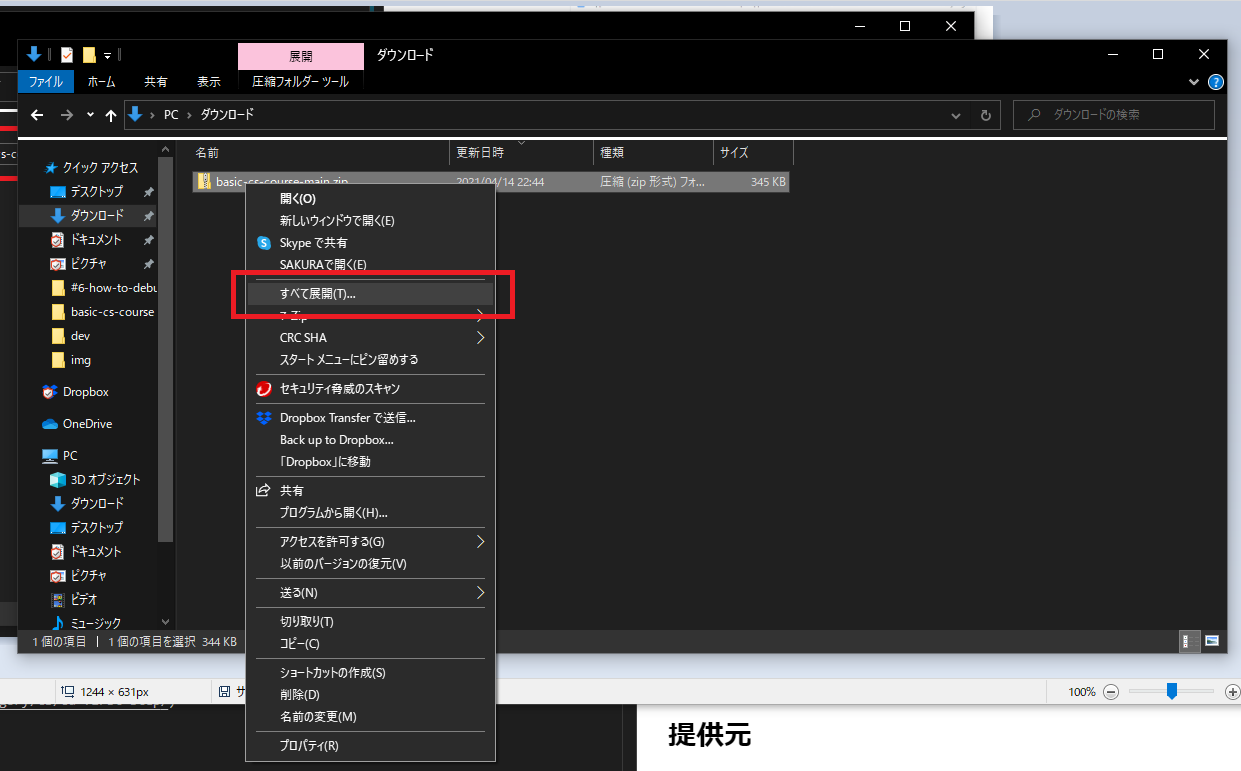 展開
ダウンロード
ファイル
ホーム
共有
表示
圧縮フォルダー ツール
PC
ダウンロード
ダウンロードの検索
s-c
名前
更新日時
種類
サイズ
クイック アクセス
デスクトップ
ダウンロード
ドキュメント
ピクチャ
#6-how-to-debu
basic-cs-course
dev
img
Dropbox
OneDrive
PC
3D オブジェクト
ダウンロード
デスクトップ
ドキュメント
ピクチャ
ビデオ
ミュージック
basic-cs-course-main.zip
2021/04/14 22:44
圧縮 (zip 形式) フォ...
345 KB
開く(O)
新しいウィンドウで開く(E)
Skype で共有
SAKURAで開く(E)
すべて展開(T)...
7-Zip
CRC SHA
スタート メニューにピン留めする
セキュリティ脅威のスキャン
Dropbox Transfer で送信...
Back up to Dropbox...
「Dropbox」に移動
共有
プログラムから開く(H)...
アクセスを許可する(G)
以前のバージョンの復元(V)
送る(N)
切り取り(T)
コピー(C)
ショートカットの作成(S)
削除(D)
名前の変更(M)
プロパティ(R)
1 個の項目
1 個の項目を選択 344 KB
1244 × 631px
サ
100%
提供元